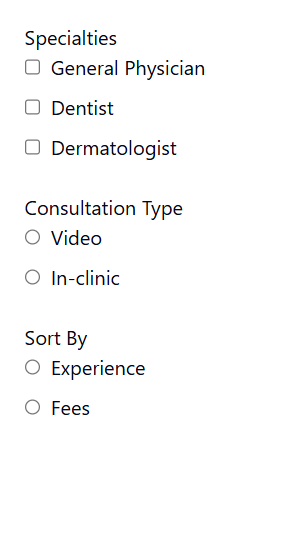 Specialties
General Physician
Dentist
Dermatologist
Consultation Type
Video
In-clinic
Sort By
Experience
Fees